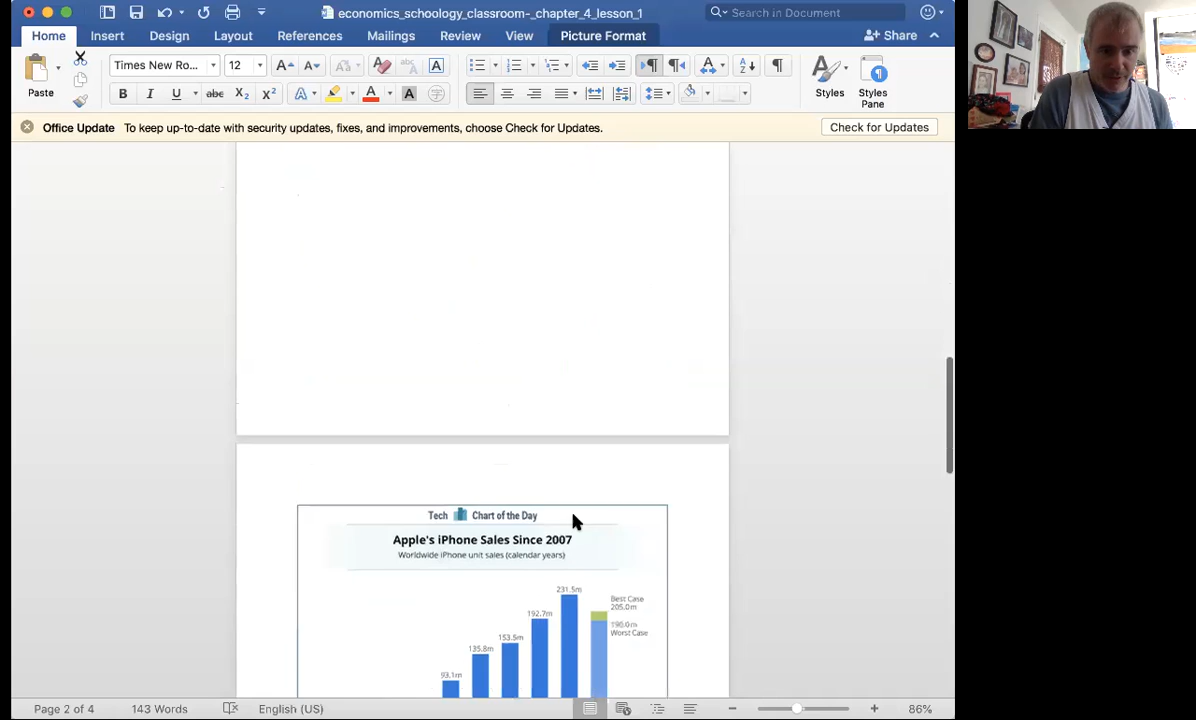 economics_schoology_classroom-_chapter_4_lesson_1
Search in Document
Home Insert Design Layout References Mailings Review View Picture Format Share
Paste Times New Ro... 12 Aa A Styles Styles Pane
B I U abc X2 X2 A A A
Office Update To keep up-to-date with security updates, fixes, and improvements, choose Check for Updates. Check for Updates
Tech Chart of the Day
Apple's iPhone Sales Since 2007
Worldwide iPhone unit sales (calendar years)
231.5m
Best Case
205.0m
192.7m
190.0m
Worst Case
153.5m
135.8m
93.1m
Page 2 of 4 143 Words English (US) 86%